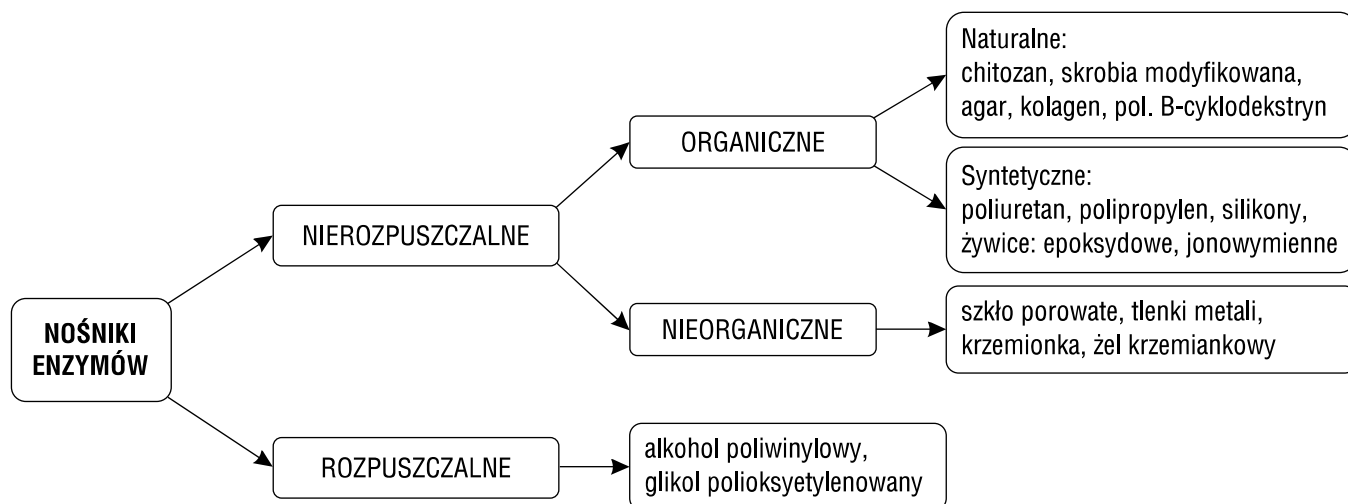 Naturalne:
chitozan, skrobia modyfikowana,
agar, kolagen, pol. B-cyklodekstryn
ORGANICZNE
Syntetyczne:
poliuretan, polipropylen, silikony,
żywice: epoksydowe, jonowymienne
NIEROZPUSZCZALNE
NOŚNIKI
ENZYMÓW
NIEORGANICZNE
szkło porowate, tlenki metali,
krzemionka, żel krzemiankowy
ROZPUSZCZALNE
alkohol poliwinylowy,
glikol polioksyetylenowany